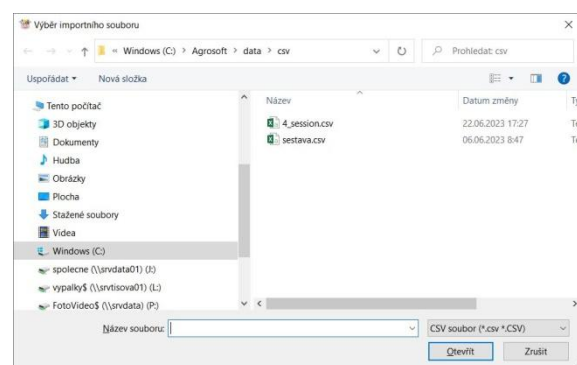 Výběr importního souboru
« Windows (C:) > Agrosoft > data > csv
Prohledat: csv
Uspořádat
Nová složka
Název
Datum změny
Tento počítač
3D objekty
Dokumenty
Hudba
Obrázky
Plocha
Stažené soubory
Videa
Windows (C:)
spolecne (\\srvdata01) (I:)
vypalky$ (\\srvtisova01) (L:)
FotoVideo$ (\\srvdata) (P:)
4_session.csv
22.06.2023 17:27
sestava.csv
06.06.2023 8:47
Název souboru:
CSV soubor (*.csv *.CSV)
Otevřít
Zrušit